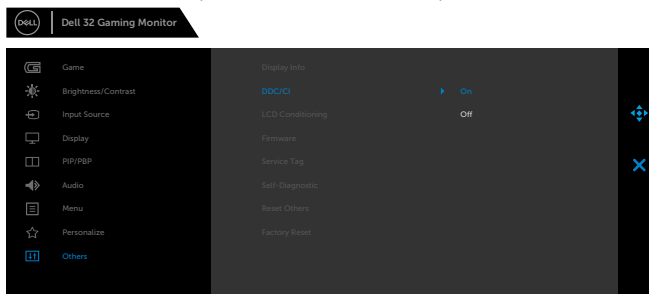 DELL
Dell 32 Gaming Monitor
Game
Display Info
Brightness/Contrast
DDC/CI
On
Input Source
LCD Conditioning
Off
Display
Firmware
PIP/PBP
Service Tag
Audio
Self-Diagnostic
Menu
Reset Others
Personalize
Factory Reset
Others